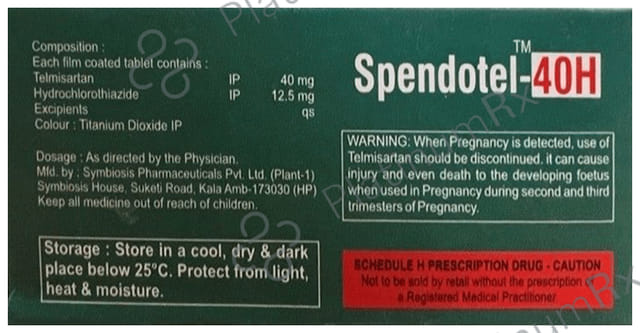 Composition :
Each film coated tablet contains :
Telmisartan IP 40 mg
Hydrochlorothiazide IP 12.5 mg
Excipients qs
Colour : Titanium Dioxide IP
Dosage : As directed by the Physician.
Mfd. by : Symbiosis Pharmaceuticals Pvt. Ltd. (Plant-1)
Symbiosis House, Suketi Road, Kala Amb-173030 (HP)
Keep all medicine out of reach of children.
Storage : Store in a cool, dry & dark
place below 25°C. Protect from light,
heat & moisture.
Spendotel-40H™
WARNING: When Pregnancy is detected, use of
Telmisartan should be discontinued. it can cause
injury and even death to the developing foetus
when used in Pregnancy during second and third
trimesters of Pregnancy.
SCHEDULE H PRESCRIPTION DRUG - CAUTION
Not to be sold by retail without the prescription of
a Registered Medical Practitioner
PlatinumRx
PlatinumRx